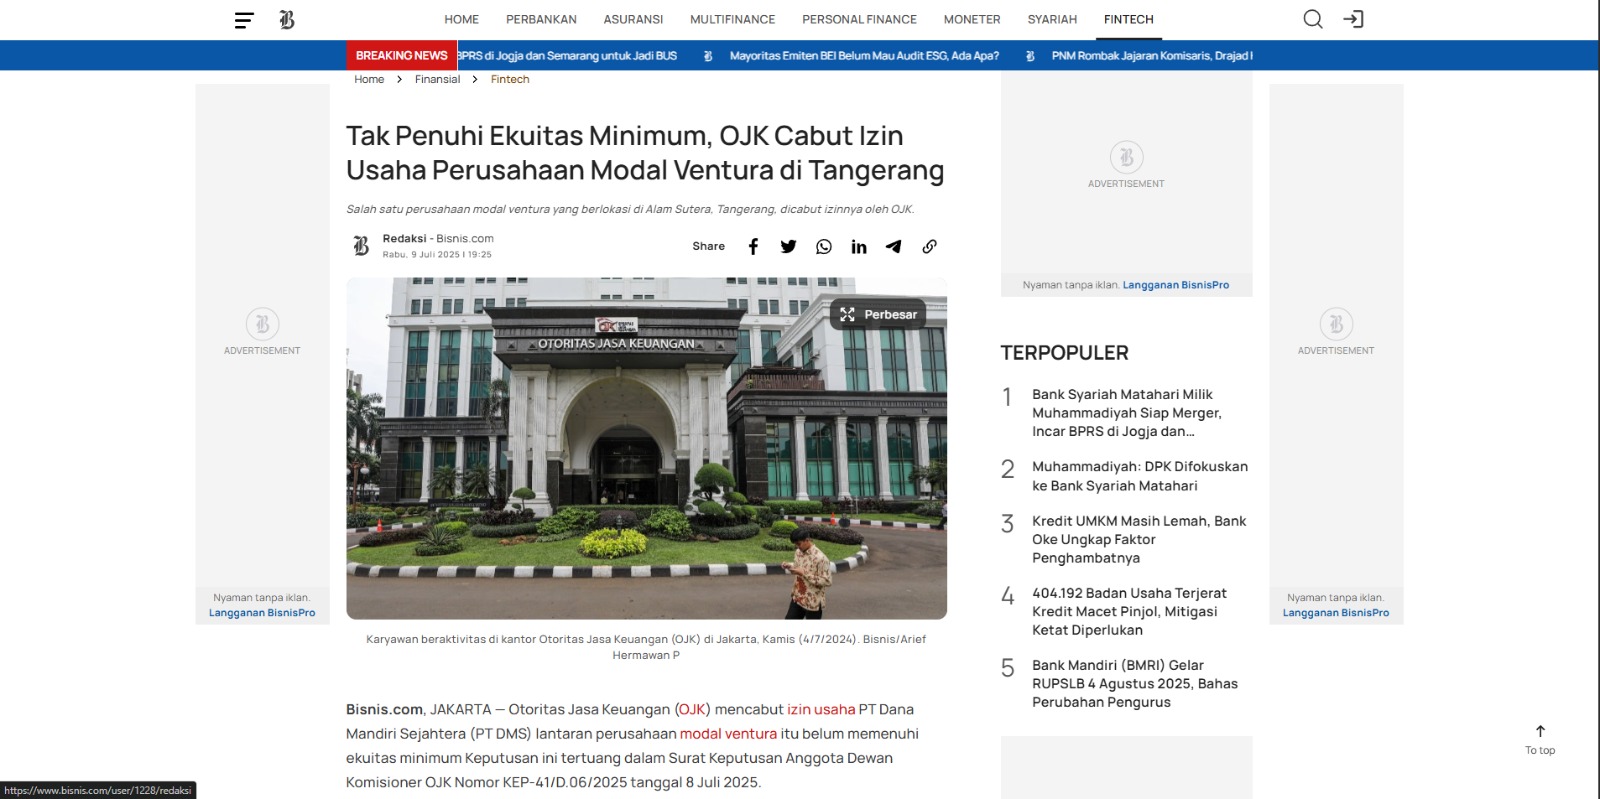 HOME PERBANKAN ASURANSI MULTIFINANCE PERSONAL FINANCE MONETER SYARIAH FINTECH
BREAKING NEWS BPRS di Jogja dan Semarang untuk Jadi BUS Mayoritas Emiten BEI Belum Mau Audit ESG, Ada Apa? PNM Rombak Jajaran Komisaris, Drajad
Home > Finansial > Fintech
Tak Penuhi Ekuitas Minimum, OJK Cabut Izin
Usaha Perusahaan Modal Ventura di Tangerang
Salah satu perusahaan modal ventura yang berlokasi di Alam Sutera, Tangerang, dicabut izinnya oleh OJK.
Redaksi - Bisnis.com
Rabu, 9 Juli 2025 | 19:25
Share
Perbesar
OTORITAS JASA KEUANGAN
Karyawan beraktivitas di kantor Otoritas Jasa Keuangan (OJK) di Jakarta, Kamis (4/7/2024). Bisnis/Arief
Hermawan P
Bisnis.com, JAKARTA — Otoritas Jasa Keuangan (OJK) mencabut izin usaha PT Dana
Mandiri Sejahtera (PT DMS) lantaran perusahaan modal ventura itu belum memenuhi
ekuitas minimum Keputusan ini tertuang dalam Surat Keputusan Anggota Dewan
Komisioner OJK Nomor KEP-41/D.06/2025 tanggal 8 Juli 2025.
ADVERTISEMENT
Nyaman tanpa iklan.
Langganan BisnisPro
ADVERTISEMENT
Nyaman tanpa iklan. Langganan BisnisPro
TERPOPULER
1 Bank Syariah Matahari Milik
Muhammadiyah Siap Merger,
Incar BPRS di Jogja dan...
2 Muhammadiyah: DPK Difokuskan
ke Bank Syariah Matahari
3 Kredit UMKM Masih Lemah, Bank
Oke Ungkap Faktor
Penghambatnya
4 404.192 Badan Usaha Terjerat
Kredit Macet Pinjol, Mitigasi
Ketat Diperlukan
5 Bank Mandiri (BMRI) Gelar
RUPSLB 4 Agustus 2025, Bahas
Perubahan Pengurus
ADVERTISEMENT
Nyaman tanpa iklan.
Langganan BisnisPro
To top
https://www.bisnis.com/user/1228/redaksi